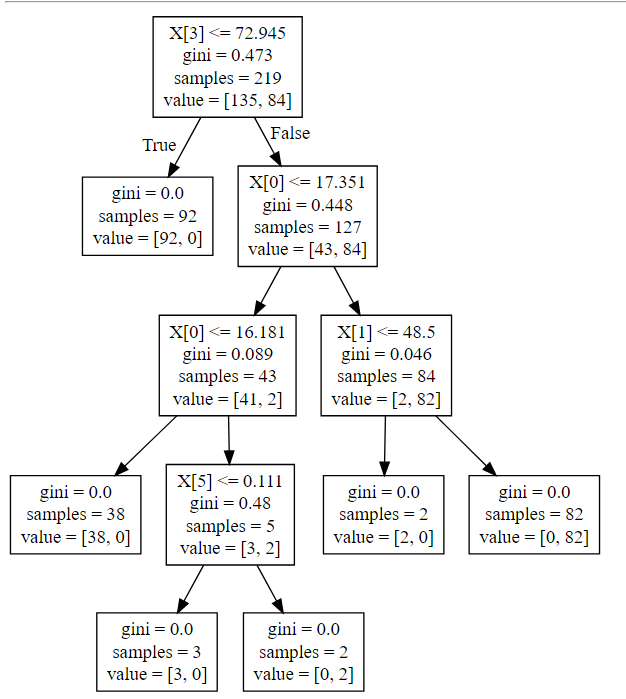 X[3] <= 72.945
gini = 0.473
samples = 219
value = [135, 84]
True
False
gini = 0.0
samples = 92
value = [92, 0]
X[0] <= 17.351
gini = 0.448
samples = 127
value = [43, 84]
X[0] <= 16.181
gini = 0.089
samples = 43
value = [41, 2]
X[1] <= 48.5
gini = 0.046
samples = 84
value = [2, 82]
gini = 0.0
samples = 38
value = [38, 0]
X[5] <= 0.111
gini = 0.48
samples = 5
value = [3, 2]
gini = 0.0
samples = 2
value = [2, 0]
gini = 0.0
samples = 82
value = [0, 82]
gini = 0.0
samples = 3
value = [3, 0]
gini = 0.0
samples = 2
value = [0, 2]